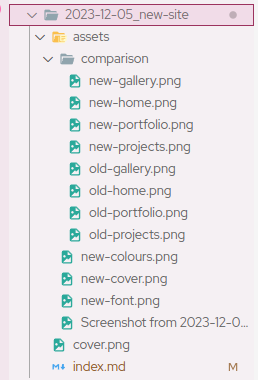 2023-12-05_new-site
assets
comparison
new-gallery.png
new-home.png
new-portfolio.png
new-projects.png
old-gallery.png
old-home.png
old-portfolio.png
old-projects.png
new-colours.png
new-cover.png
new-font.png
Screenshot from 2023-12-0...
cover.png
index.md M